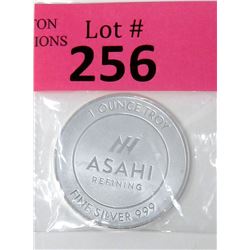 TON
IONS
Lot #
256
1 OUNCE TROY
ASAHI
REFINING
FINE SILVER 999